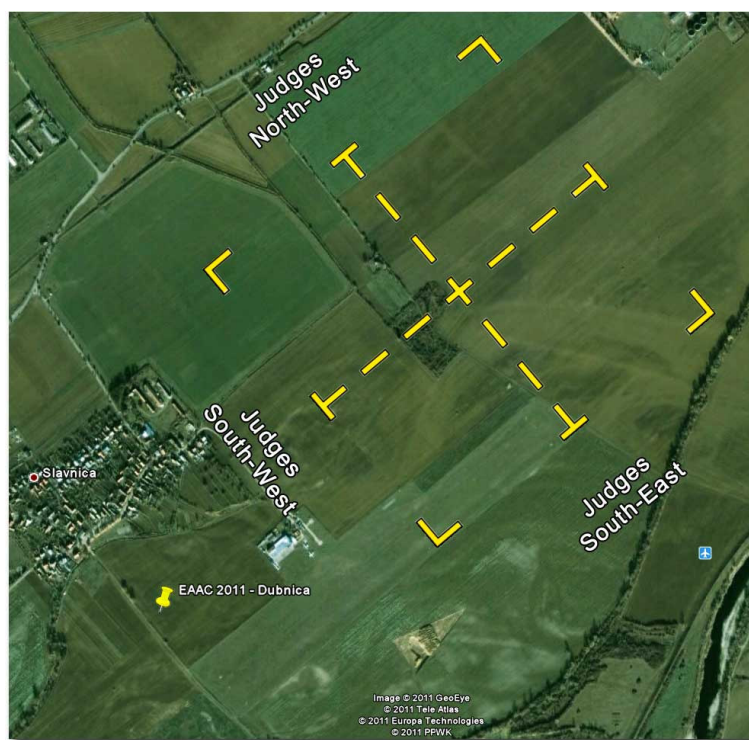 Judges
North-West
Judges
South-West
Judges
South-East
Slavnica
EAAC 2011 - Dubnica
Image © 2011 GeoEye
© 2011 Tele Atlas
© 2011 Europa Technologies
© 2011 PPWK